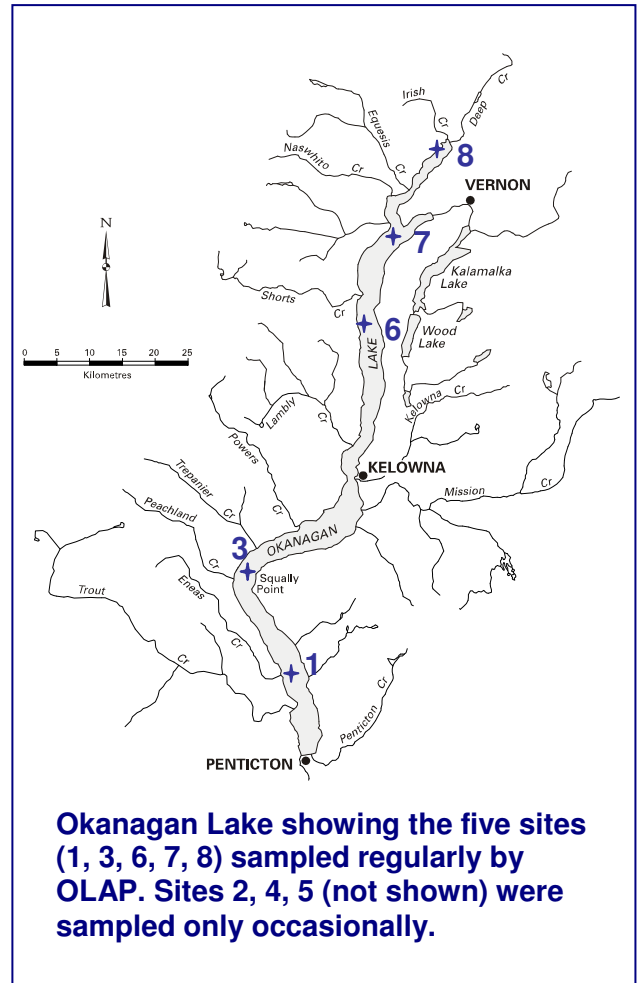 Irish
Cr
Deep
Cr
Equesis
Cr
8
Naswhito
Cr
VERNON
N
7
Kalamalka
Lake
Shorts
Cr
6
Wood
Lake
LAKE
0 5 10 15 20 25
Kilometres
Lambly
Cr
Kelowna Cr
Powers
Cr
KELOWNA
Trepanier
Cr
Mission
Cr
Peachland
Cr
OKANAGAN
3
Squally
Point
Eneas
Cr
Trout
Cr
1
Penticton
Cr
PENTICTON
Okanagan Lake showing the five sites
(1, 3, 6, 7, 8) sampled regularly by
OLAP. Sites 2, 4, 5 (not shown) were
sampled only occasionally.